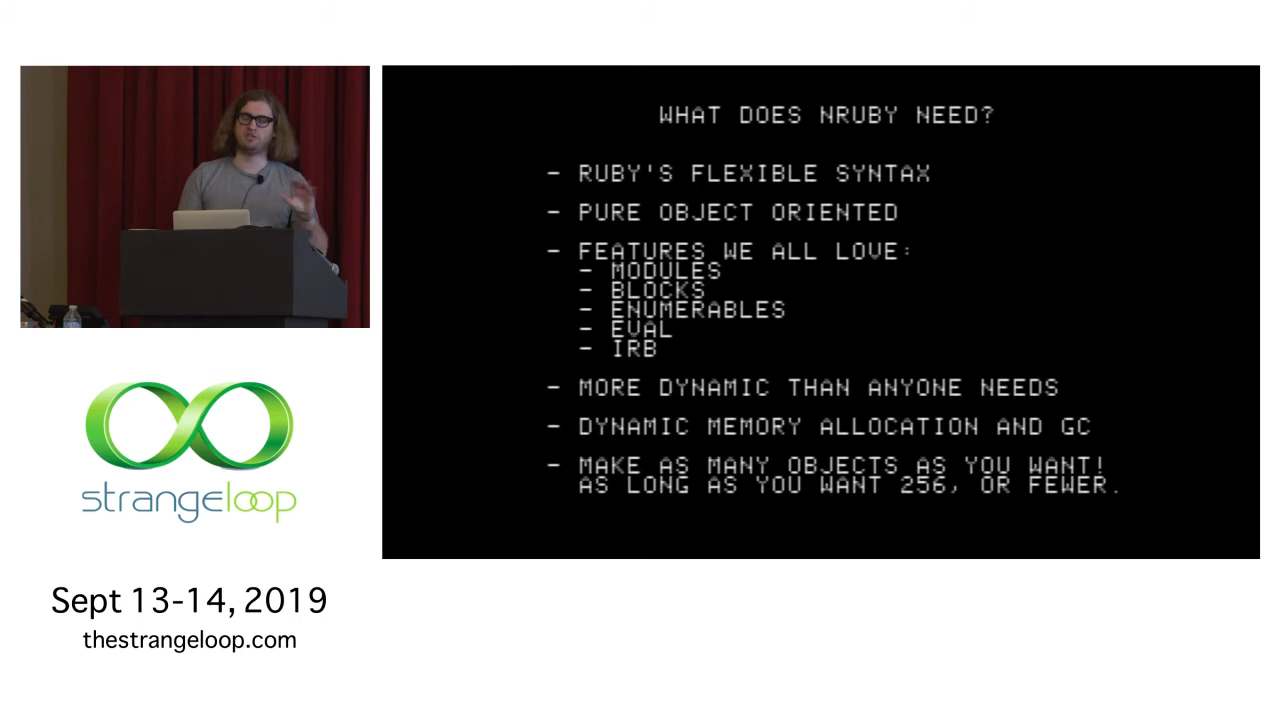 WHAT DOES NRUBY NEED?
- RUBY'S FLEXIBLE SYNTAX
- PURE OBJECT ORIENTED
- FEATURES WE ALL LOVE:
- MODULES
- BLOCKS
- ENUMERABLES
- EVAL
- IRB
- MORE DYNAMIC THAN ANYONE NEEDS
- DYNAMIC MEMORY ALLOCATION AND GC
- MAKE AS MANY OBJECTS AS YOU WANT!
AS LONG AS YOU WANT 256, OR FEWER.
strangeloop
Sept 13-14, 2019
thestrangeloop.com